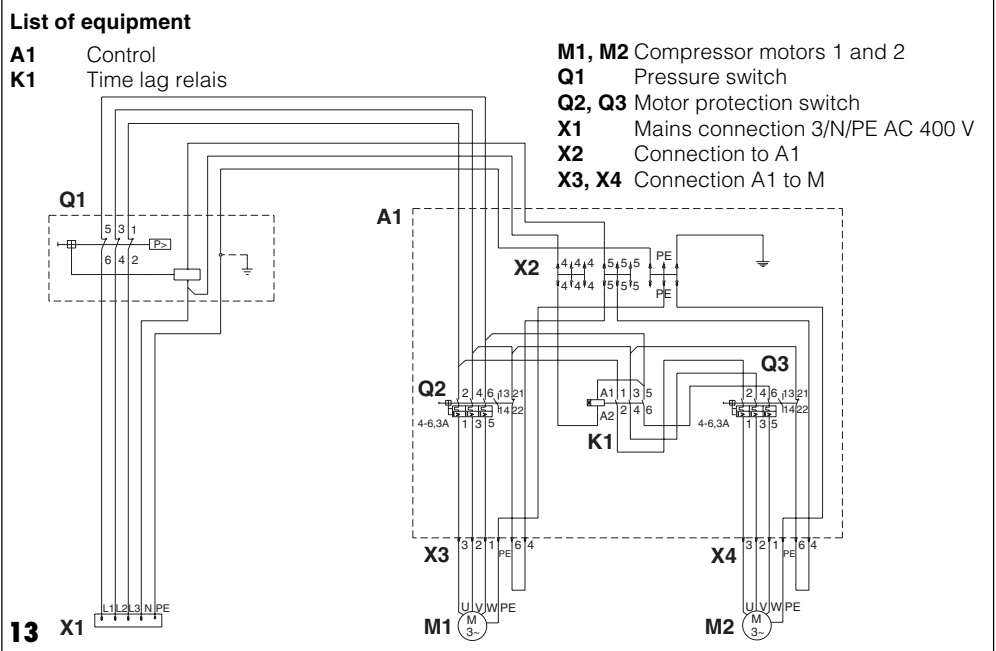 List of equipment
A1 Control
K1 Time lag relais
M1, M2 Compressor motors 1 and 2
Q1 Pressure switch
Q2, Q3 Motor protection switch
X1 Mains connection 3/N/PE AC 400 V
X2 Connection to A1
X3, X4 Connection A1 to M
Q1
A1
5 3 1
P>
6 4 2
X2
4 4 4 5 5 5 PE
4 4 4 5 5 5 PE
Q2
2 4 6 13 21
14 22
4-6,3A
1 3 5
A1 1 3 5
A2 2 4 6
K1
Q3
2 4 6 13 21
14 22
4-6,3A
1 3 5
X3
3 2 1 PE 6 4
X4
3 2 1 PE 6 4
L1 L2 L3 N PE
X1
U V W PE
M1
M
3~
U V W PE
M2
M
3~
13